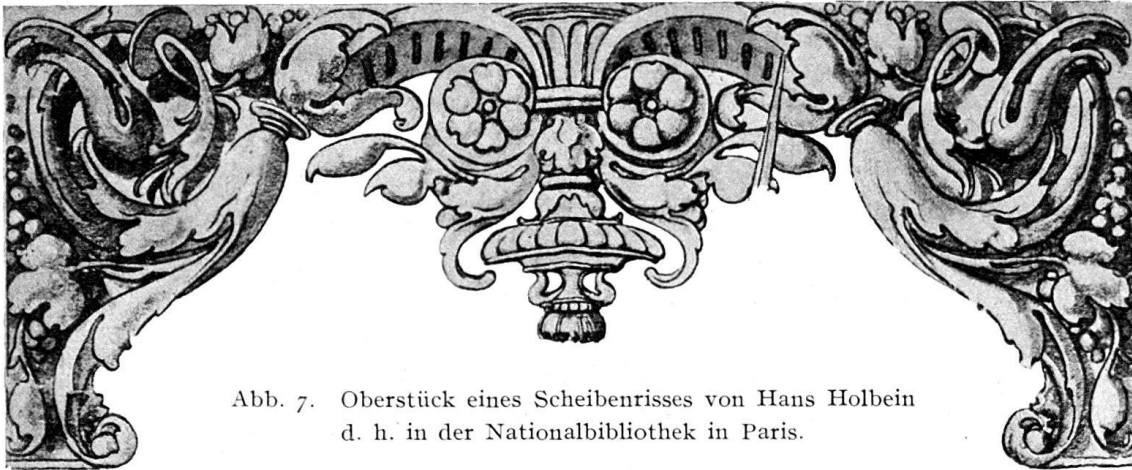 Abb. 7. Oberstück eines Scheibenrisses von Hans Holbein
d. h. in der Nationalbibliothek in Paris.